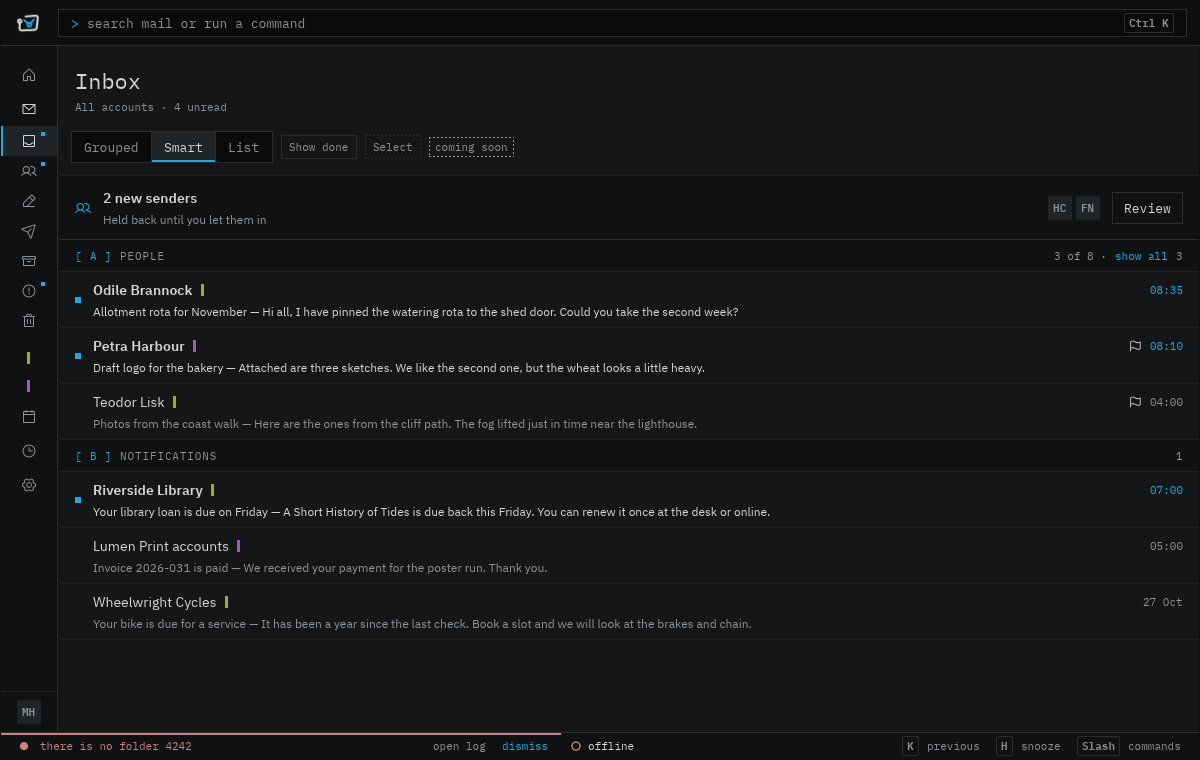 > search mail or run a command Ctrl K
Inbox
All accounts · 4 unread
Grouped Smart List Show done Select coming soon
2 new senders
Held back until you let them in
HC FN Review
[ A ] PEOPLE 3 of 8 · show all 3
Odile Brannock 08:35
Allotment rota for November — Hi all, I have pinned the watering rota to the shed door. Could you take the second week?
Petra Harbour 08:10
Draft logo for the bakery — Attached are three sketches. We like the second one, but the wheat looks a little heavy.
Teodor Lisk 04:00
Photos from the coast walk — Here are the ones from the cliff path. The fog lifted just in time near the lighthouse.
[ B ] NOTIFICATIONS 1
Riverside Library 07:00
Your library loan is due on Friday — A Short History of Tides is due back this Friday. You can renew it once at the desk or online.
Lumen Print accounts 05:00
Invoice 2026-031 is paid — We received your payment for the poster run. Thank you.
Wheelwright Cycles 27 Oct
Your bike is due for a service — It has been a year since the last check. Book a slot and we will look at the brakes and chain.
MH
there is no folder 4242 open log dismiss offline K previous H snooze Slash commands